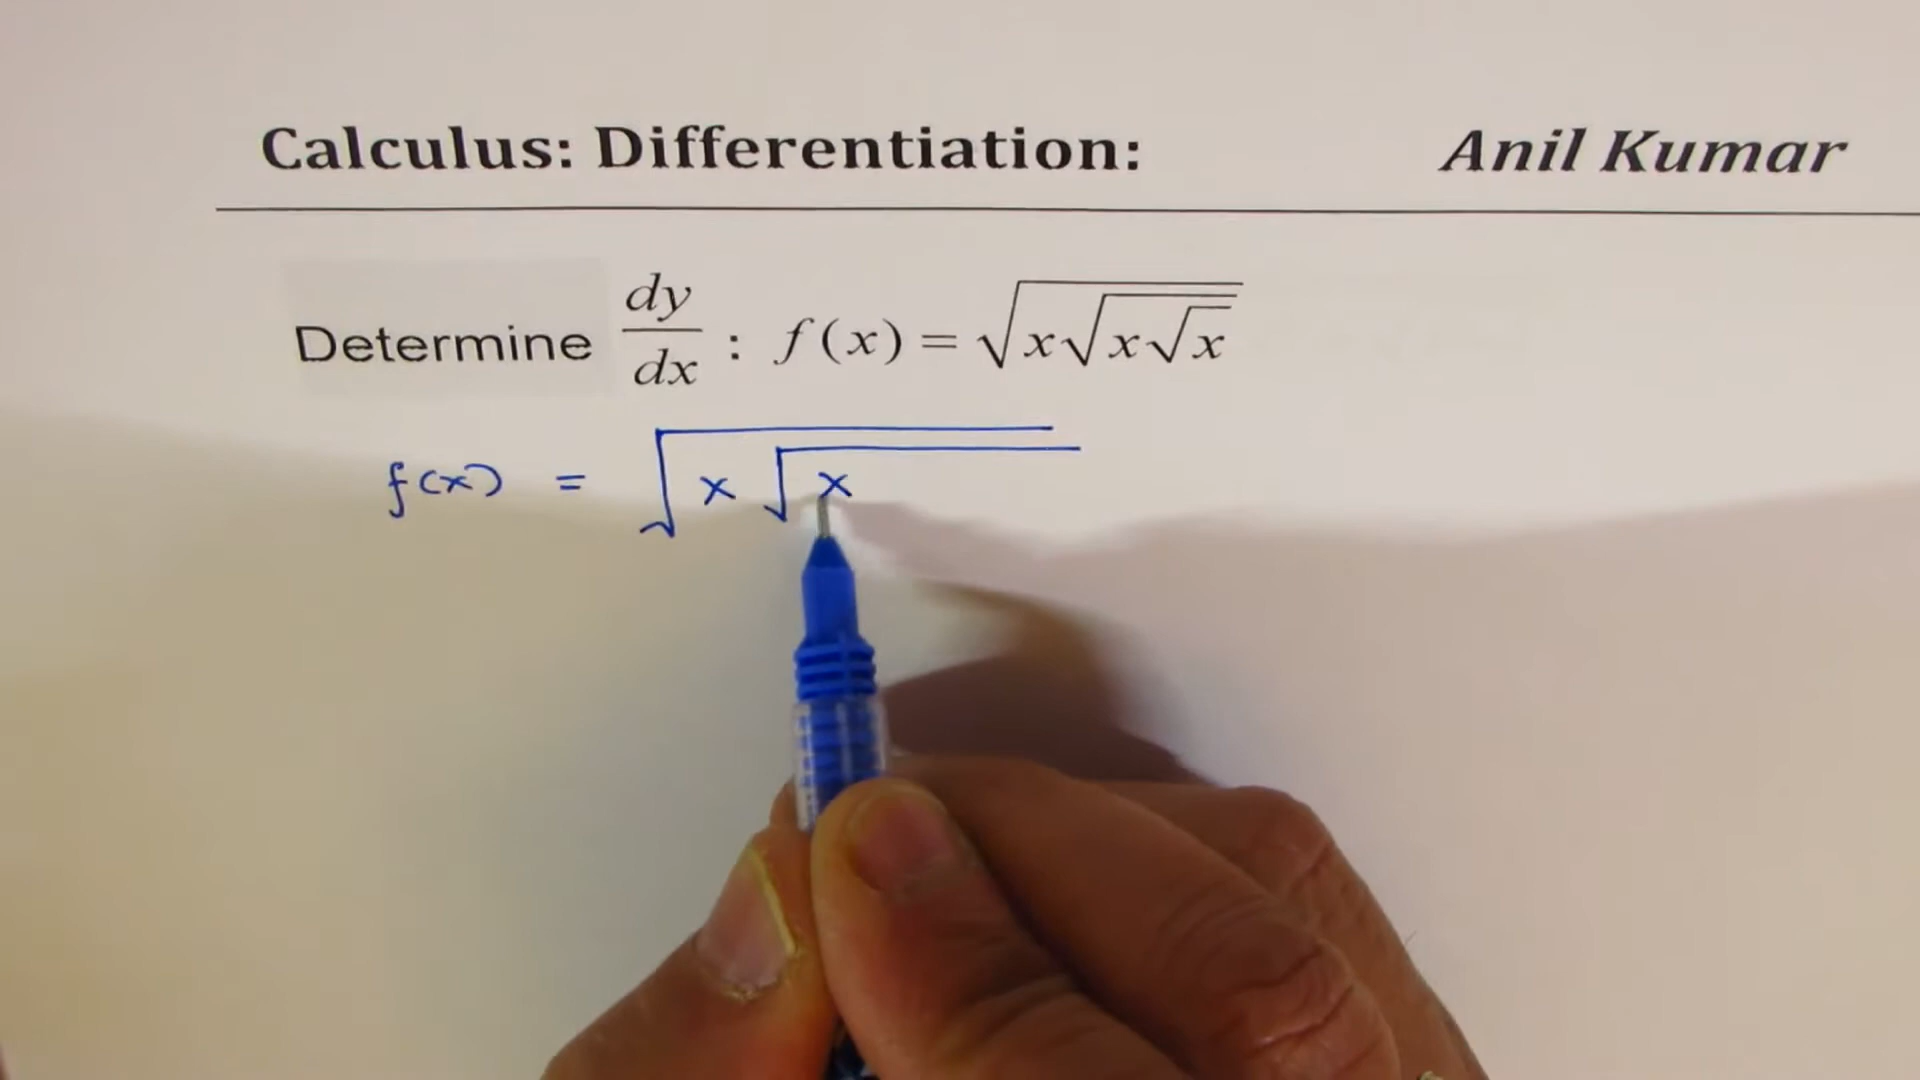 Calculus: Differentiation: Anil Kumar
Determine dy/dx : f(x) = √(x√(x√x))
f(x) = √(x√(x